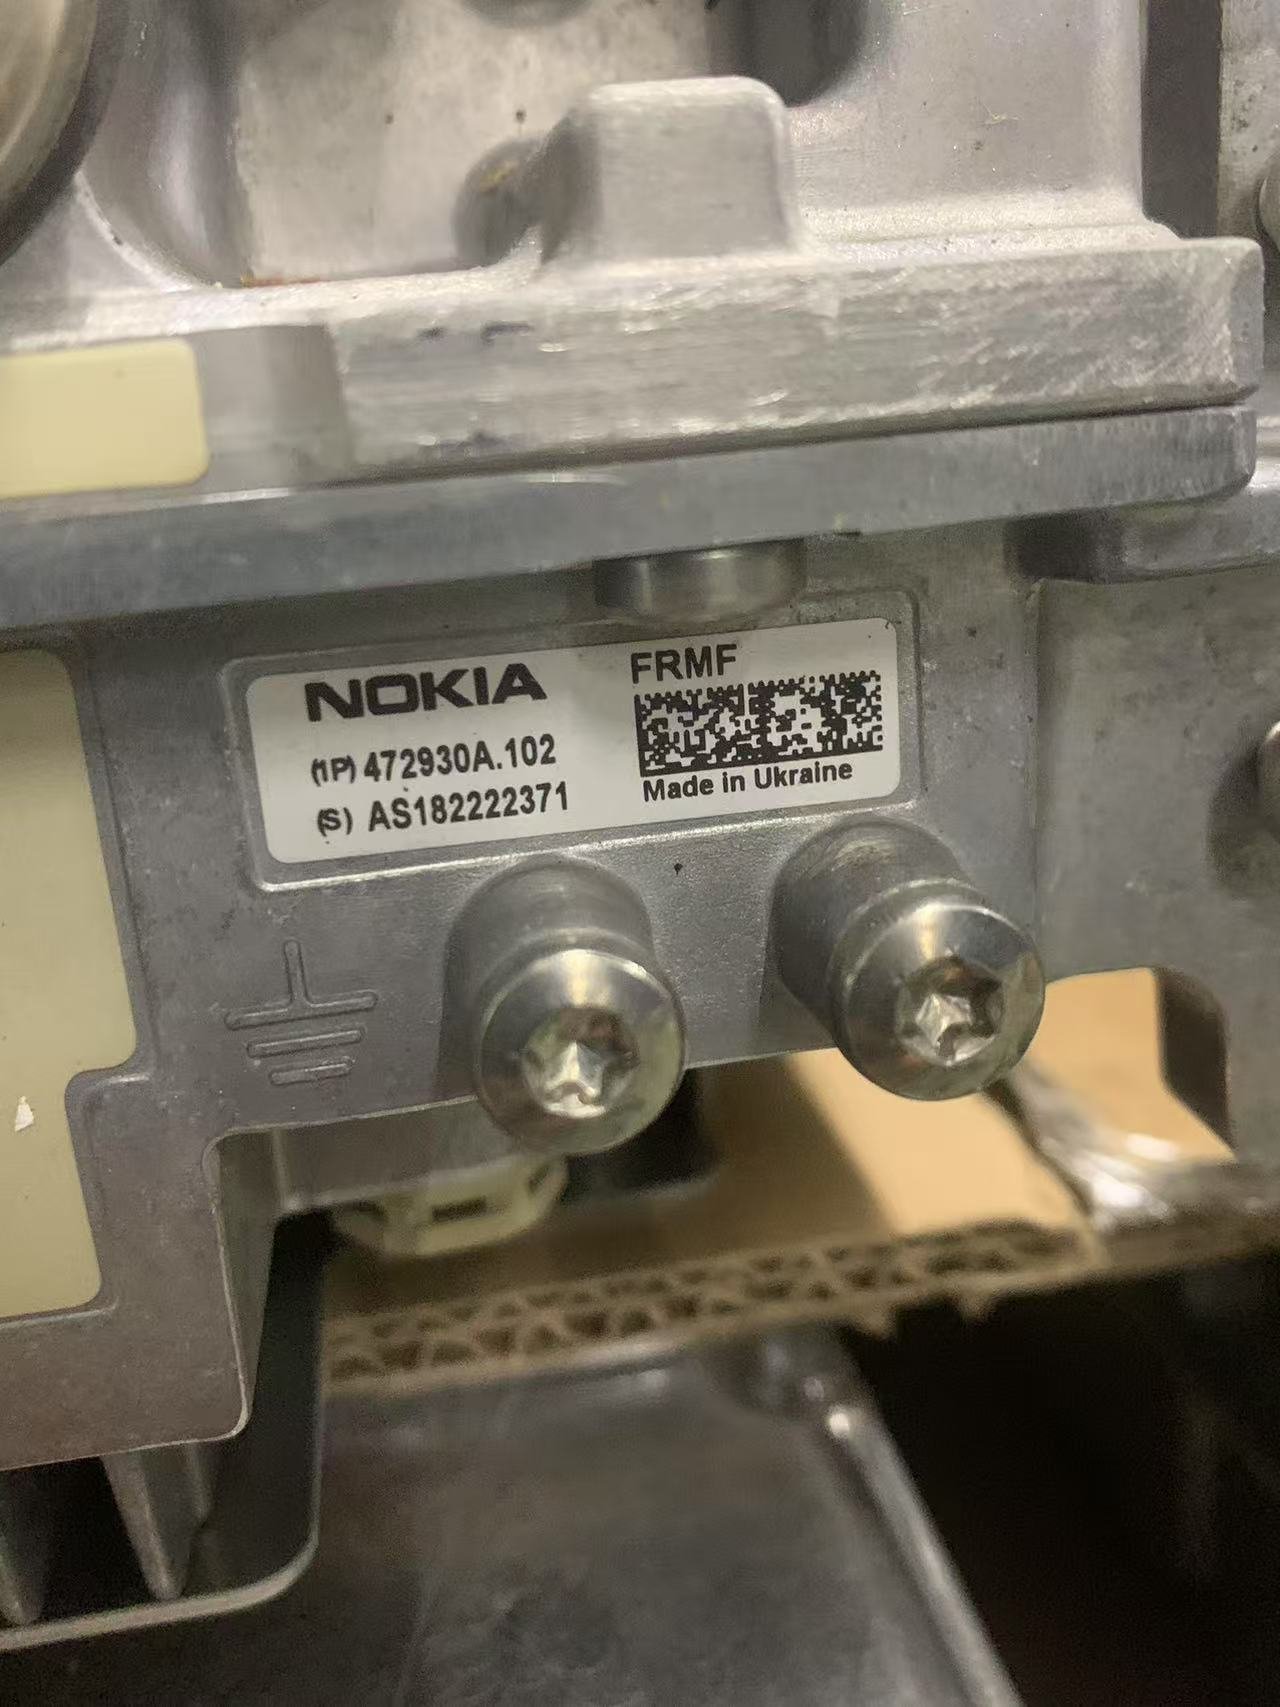 NOKIA
(1P) 472930A.102
(S) AS182222371
FRMF
Made in Ukraine